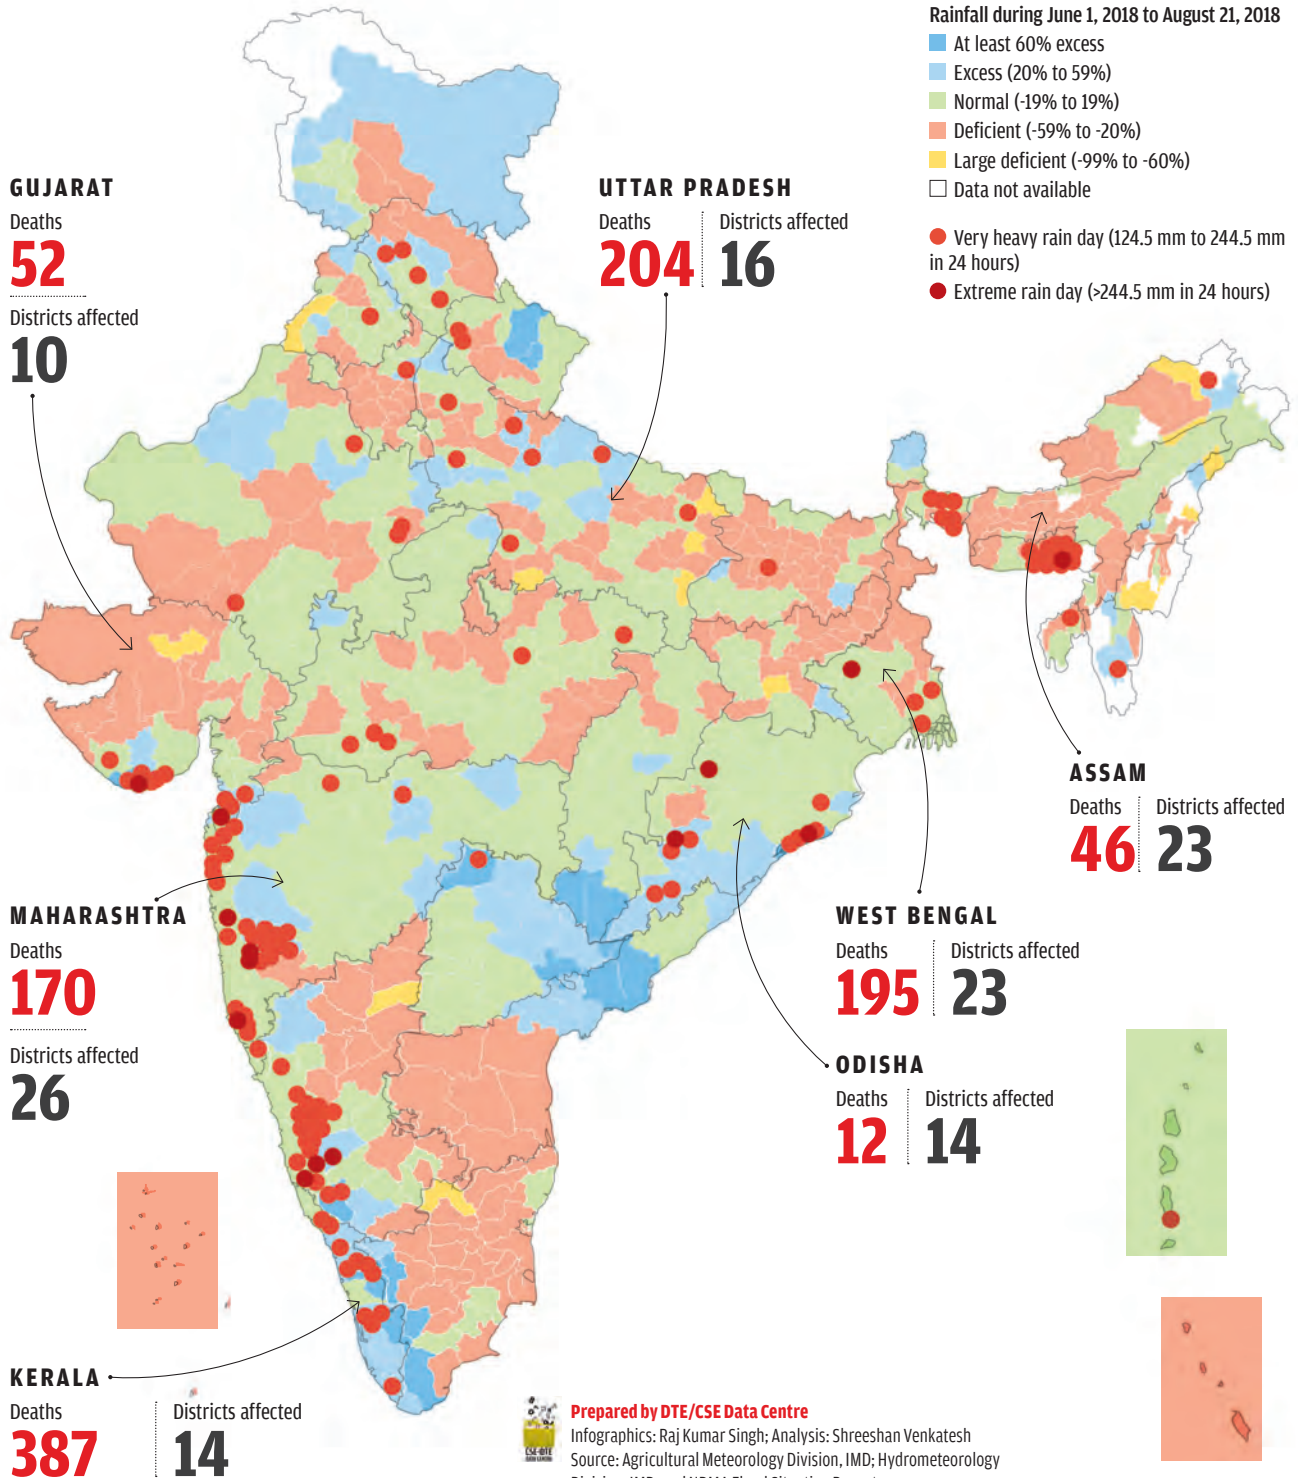 Rainfall during June 1, 2018 to August 21, 2018
At least 60% excess
Excess (20% to 59%)
Normal (-19% to 19%)
Deficient (-59% to -20%)
Large deficient (-99% to -60%)
Data not available
Very heavy rain day (124.5 mm to 244.5 mm
in 24 hours)
Extreme rain day (>244.5 mm in 24 hours)
GUJARAT
Deaths
52
Districts affected
10
UTTAR PRADESH
Deaths
204
Districts affected
16
ASSAM
Deaths
46
Districts affected
23
MAHARASHTRA
Deaths
170
Districts affected
26
WEST BENGAL
Deaths
195
Districts affected
23
ODISHA
Deaths
12
Districts affected
14
KERALA
Deaths
387
Districts affected
14
CSE-DTE
DATA CENTRE
Prepared by DTE/CSE Data Centre
Infographics: Raj Kumar Singh; Analysis: Shreeshan Venkatesh
Source: Agricultural Meteorology Division, IMD; Hydrometeorology